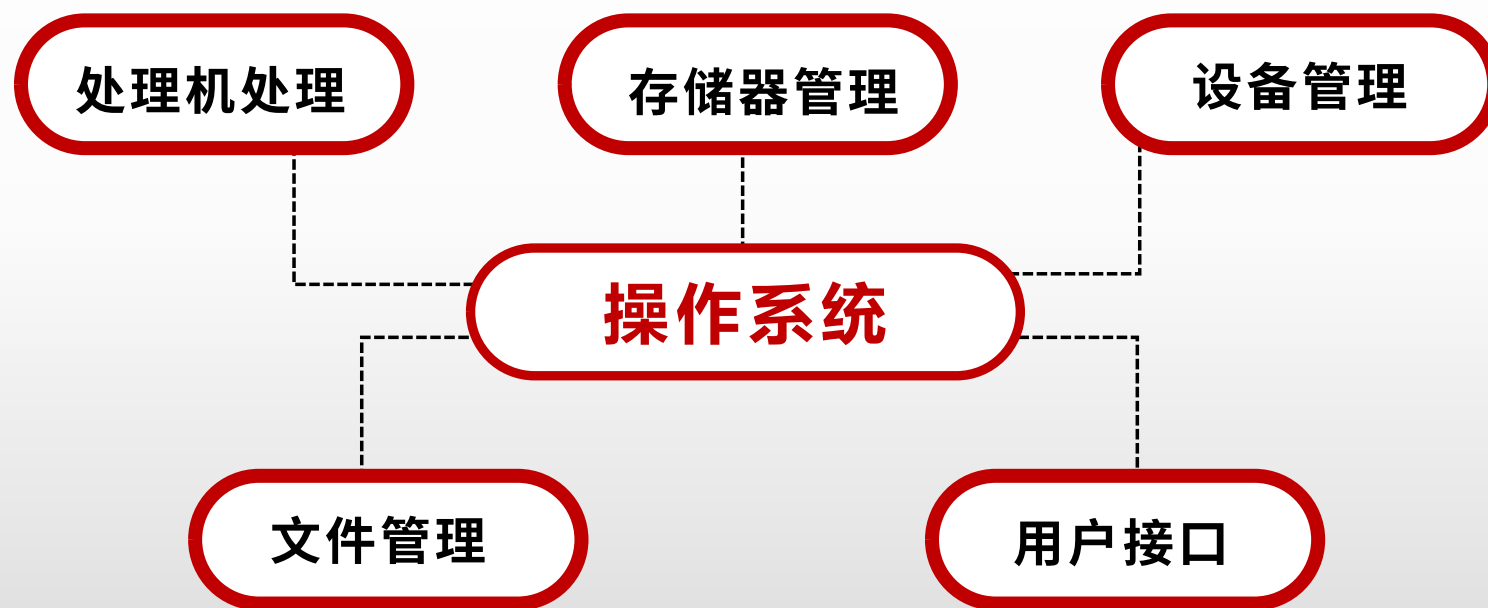 处理机处理
存储器管理
设备管理
操作系统
文件管理
用户接口